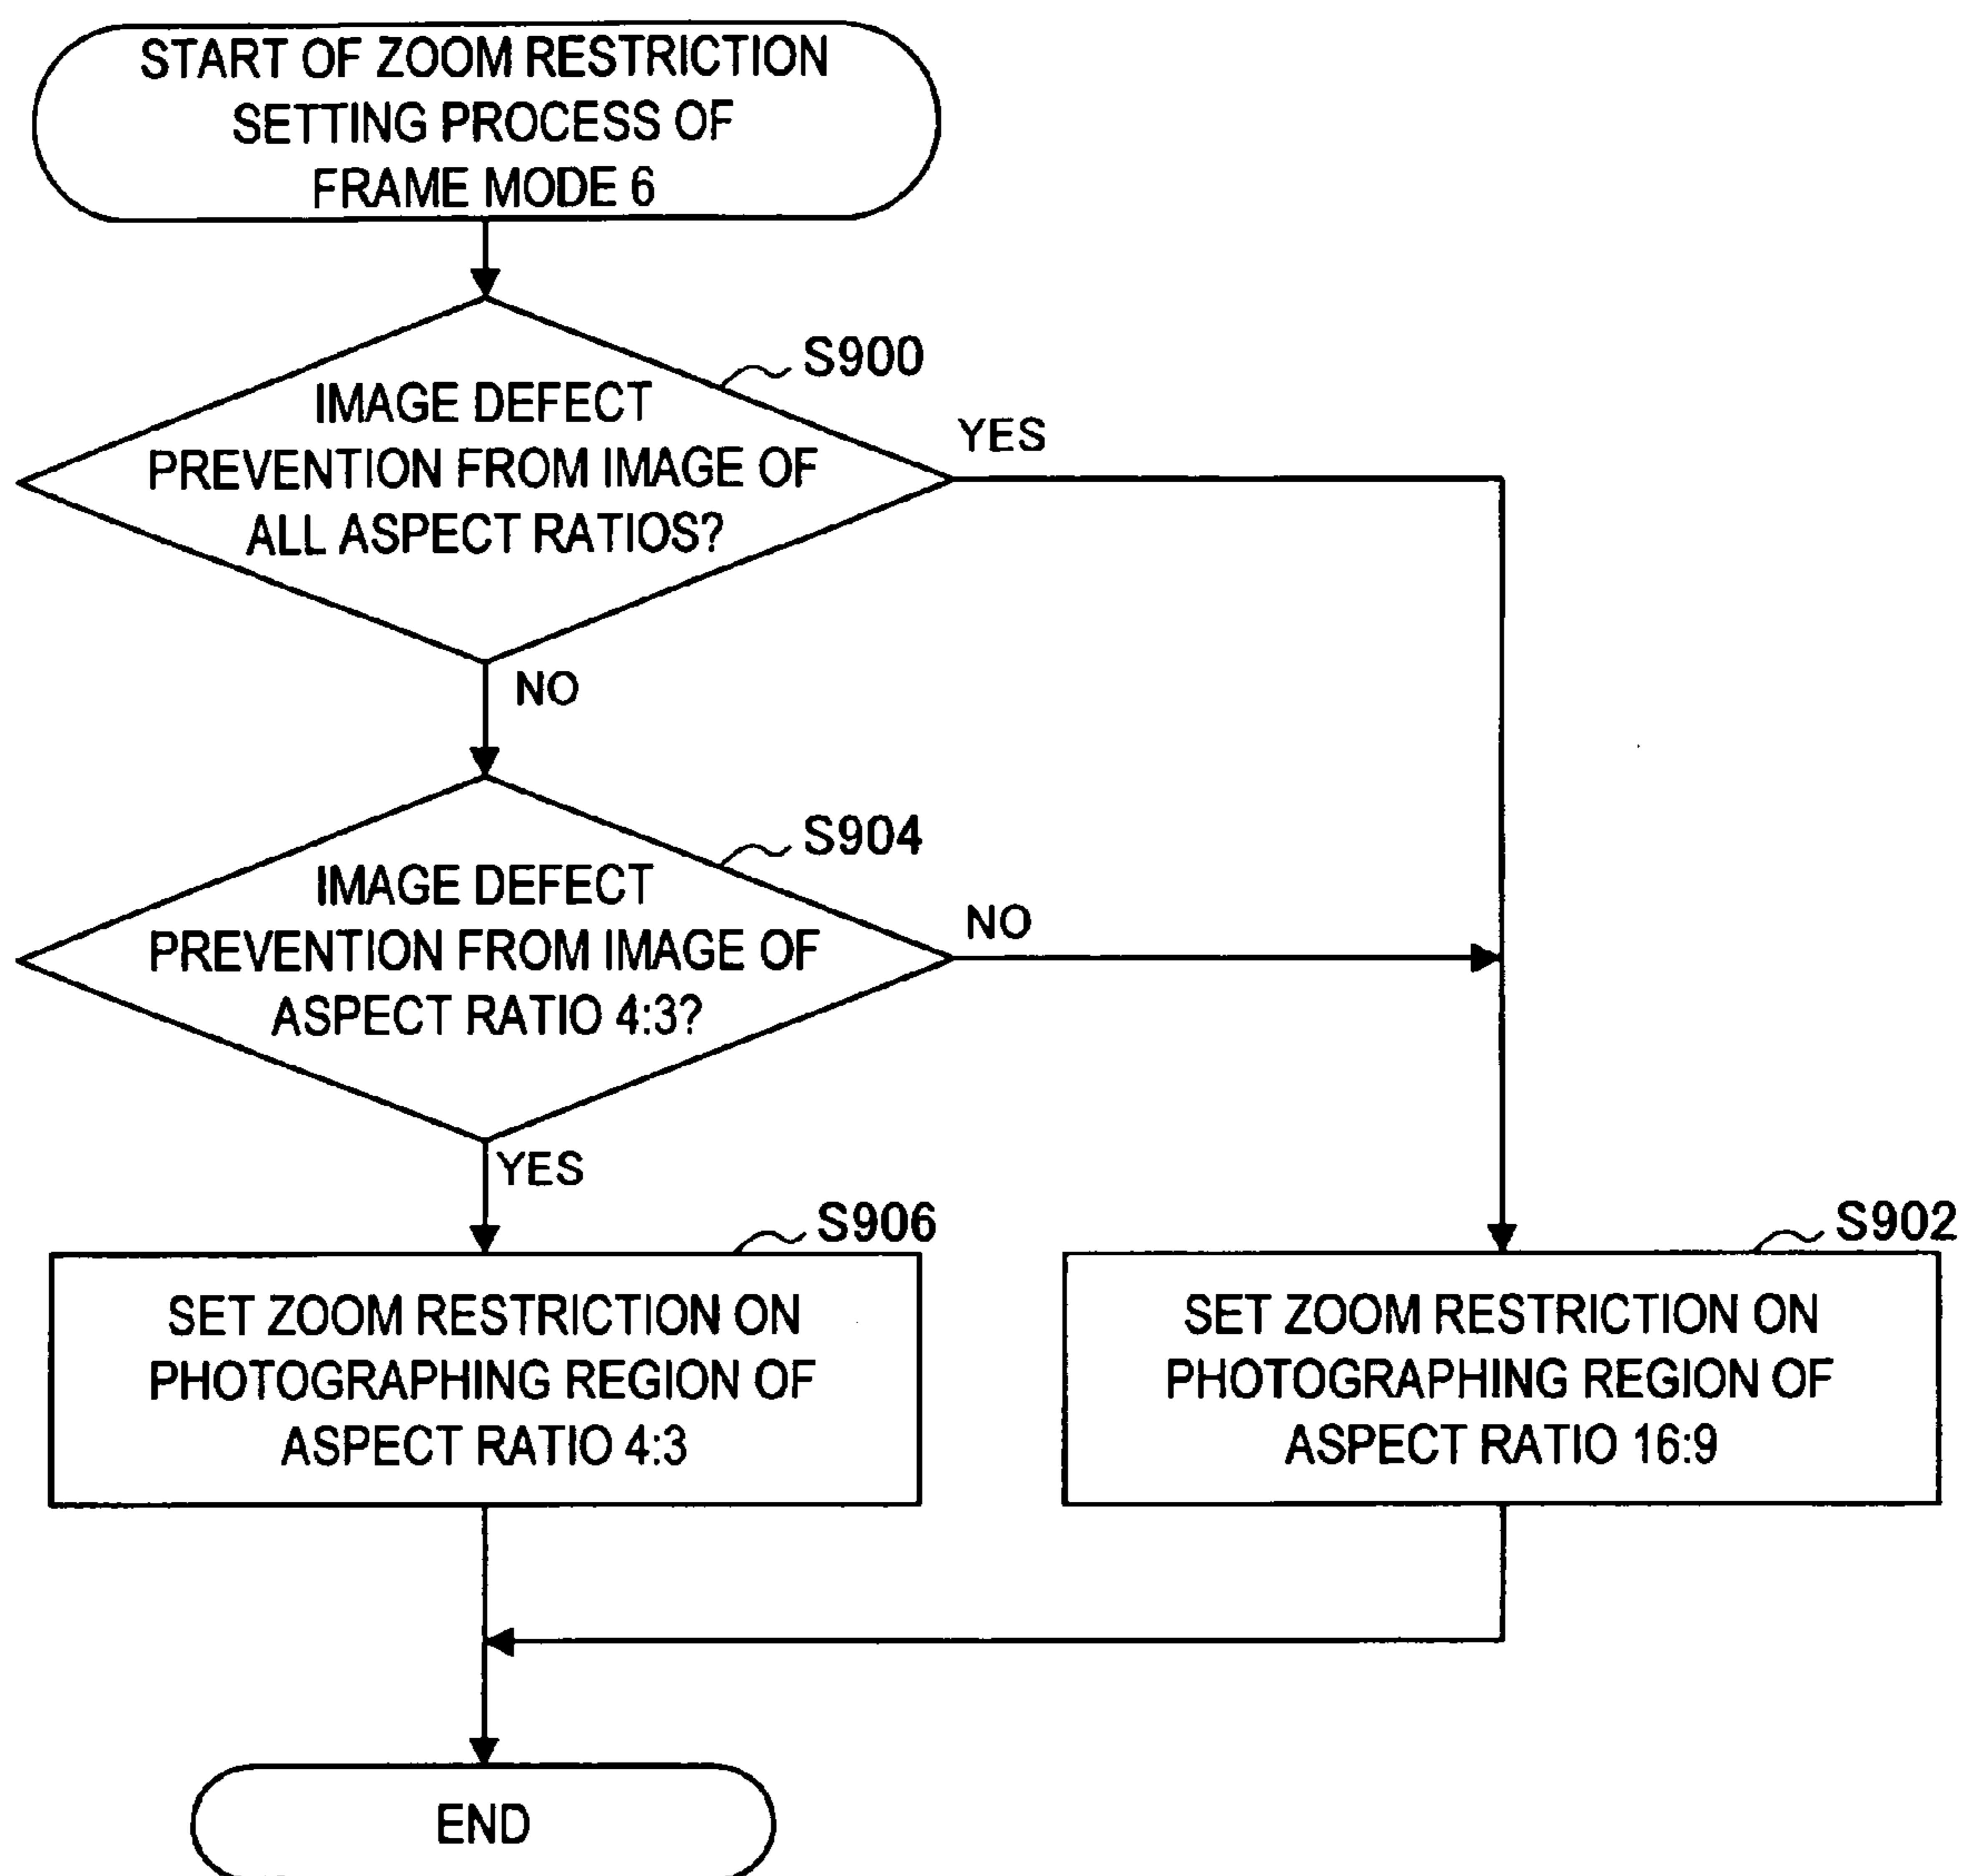 START OF ZOOM RESTRICTION
SETTING PROCESS OF
FRAME MODE 6
S900
IMAGE DEFECT
PREVENTION FROM IMAGE OF
ALL ASPECT RATIOS?
YES
NO
S904
IMAGE DEFECT
PREVENTION FROM IMAGE OF
ASPECT RATIO 4:3?
NO
YES
S906
SET ZOOM RESTRICTION ON
PHOTOGRAPHING REGION OF
ASPECT RATIO 4:3
S902
SET ZOOM RESTRICTION ON
PHOTOGRAPHING REGION OF
ASPECT RATIO 16:9
END